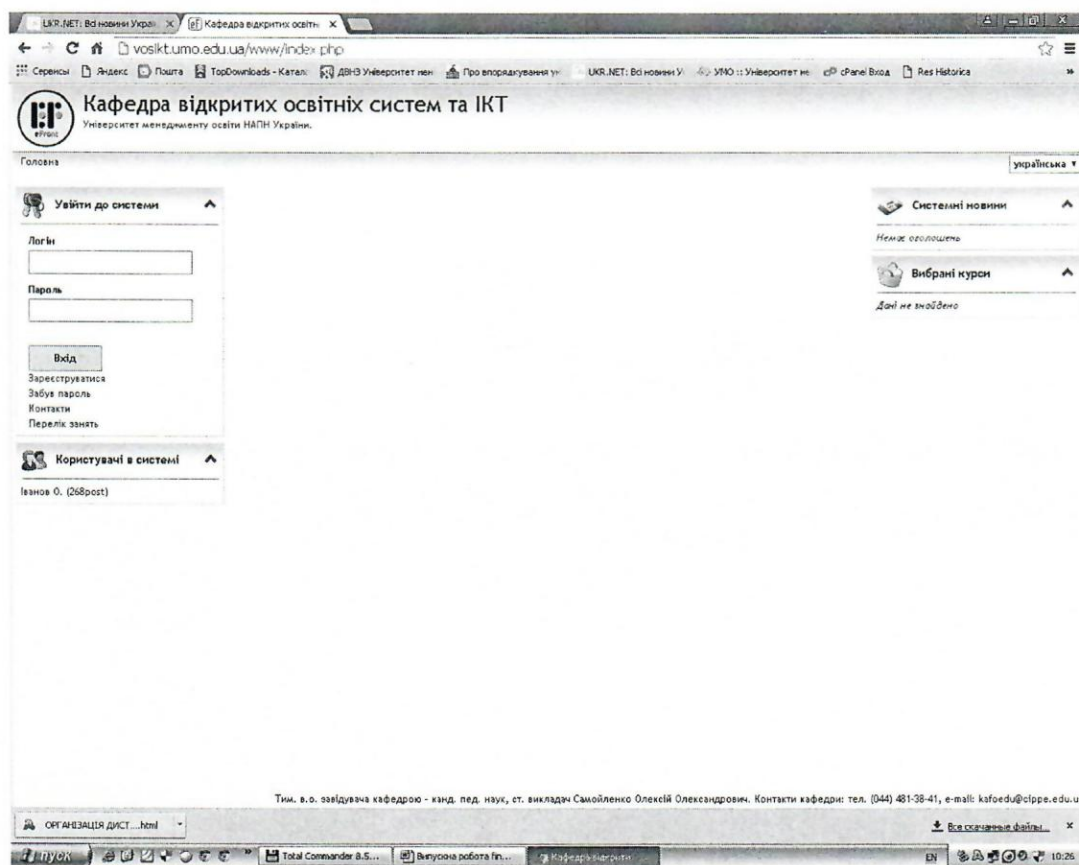 UKR.NET: Всі новини Украї
Кафедра відкритих освітн
vosikt.umo.edu.ua/www/index.php
Сервисы
Яндекс
Пошта
TopDownloads - Катал
ДВНЗ Університет мен
Про впорядкування ун
UKR.NET: Всі новини У
УМО :: Університет ме
cPanel Вход
Res Historica
»
Кафедра відкритих освітніх систем та ІКТ
Університет менеджменту освіти НАПН України.
eFront
Головна
українська
Увійти до системи
Логін
Пароль
Вхід
Зареєструватися
Забув пароль
Контакти
Перелік занять
Користувачі в системі
Іванов О. (268post)
Системні новини
Немає оголошень
Вибрані курси
Дані не знайдено
Тим. в.о. завідувача кафедрою - канд. пед. наук, ст. викладач Самойленко Олексій Олександрович. Контакти кафедри: тел. (044) 481-38-41, e-mail: kafoedu@cippe.edu.u
ОРГАНІЗАЦІЯ ДИСТ....html
Все скачанные файлы...
пуск
Total Commander 8.5...
Випускна робота fin...
Кафедра відкрити...
EN
10:26